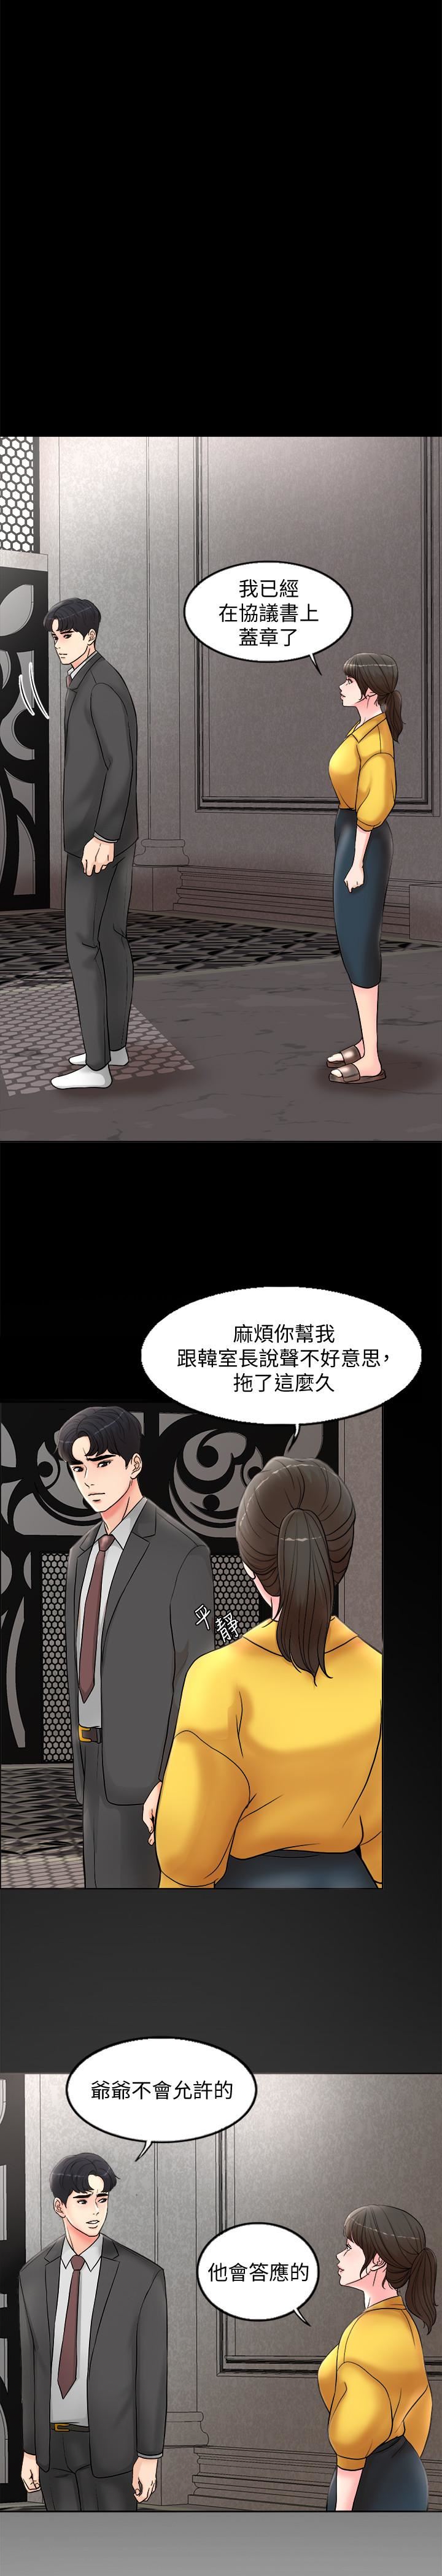 我已經
在協議書上
蓋章了
麻煩你幫我
跟韓室長說聲不好意思，
拖了這麼久
平靜
爺爺不會允許的
他會答應的